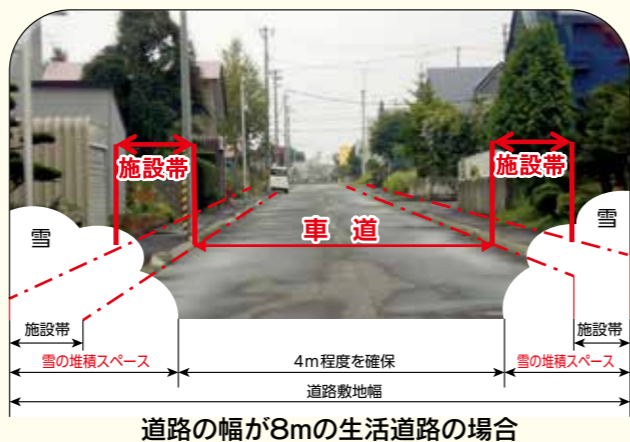 施設帯
施設帯
車 道
雪
雪
施設帯
施設帯
雪の堆積スペース
4m程度を確保
雪の堆積スペース
道路敷地幅
道路の幅が8mの生活道路の場合